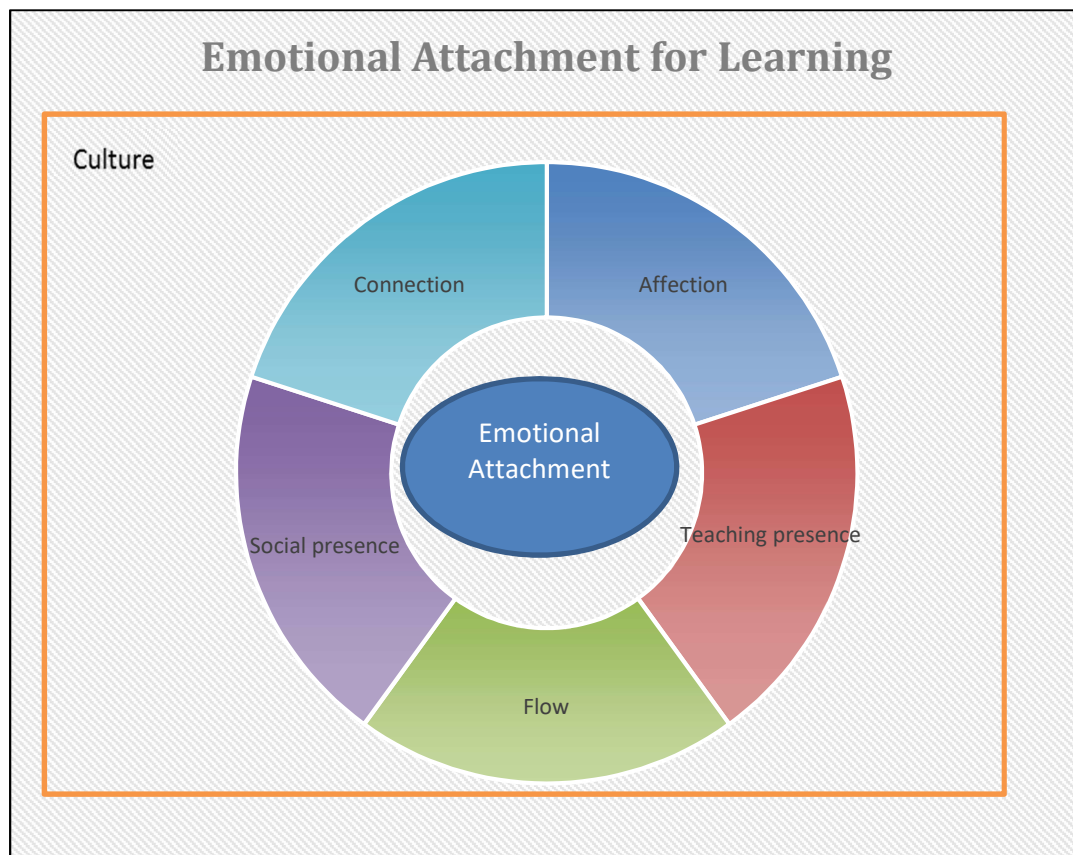 Emotional Attachment for Learning
Culture
Connection
Affection
Emotional
Attachment
Social presence
Teaching presence
Flow